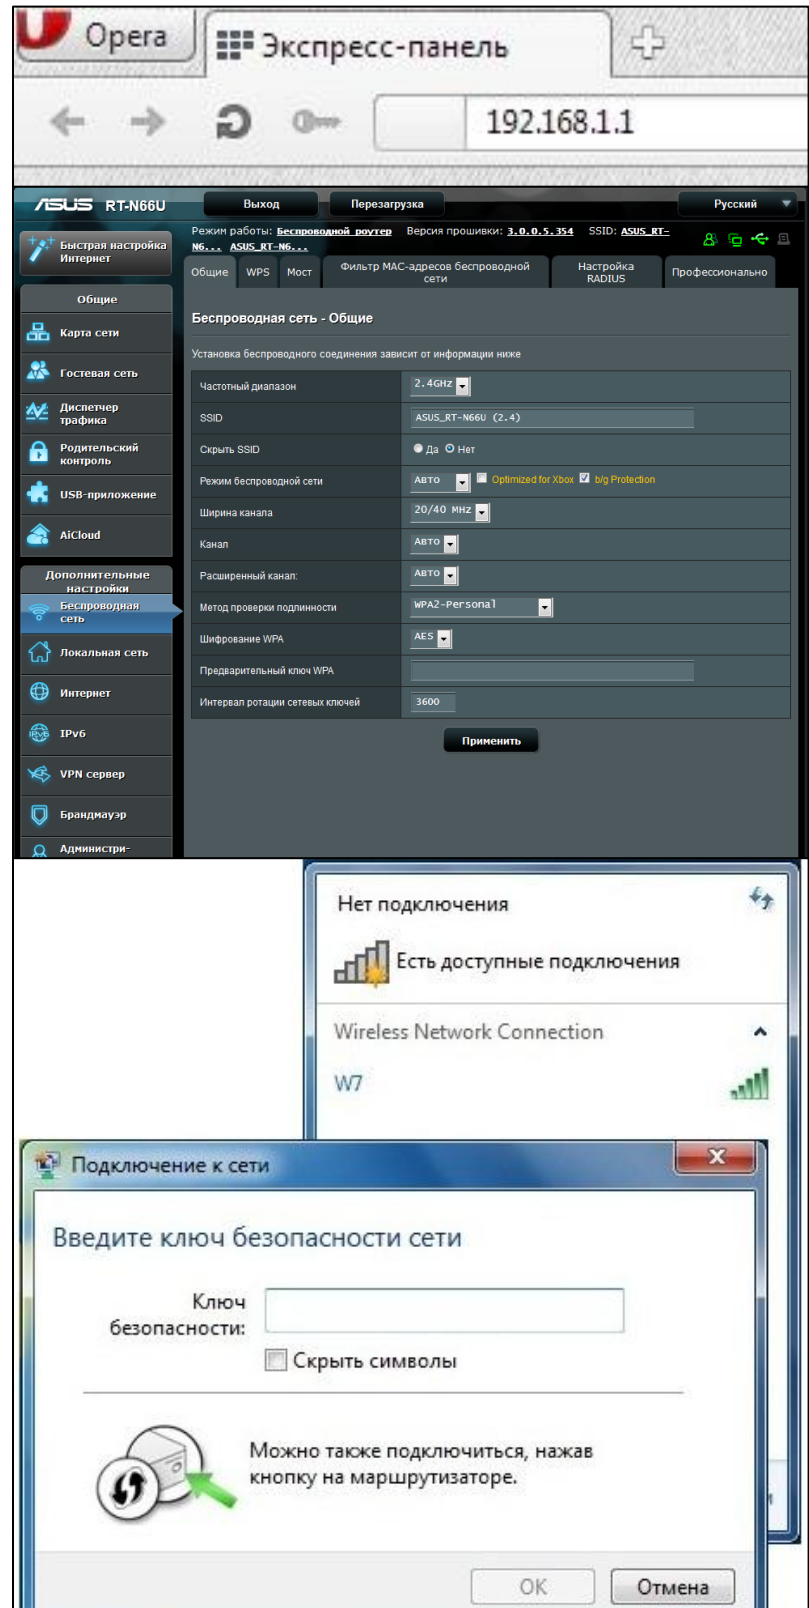 Opera
Экспресс-панель
192.168.1.1
ASUS RT-N66U
Выход
Перезагрузка
Русский
Режим работы: Беспроводной роутер Версия прошивки: 3.0.0.5.354 SSID: ASUS_RT-
N6... ASUS_RT-N6...
Быстрая настройка
Интернет
Общие
WPS
Мост
Фильтр MAC-адресов беспроводной
сети
Настройка
RADIUS
Профессионально
Общие
Карта сети
Гостевая сеть
Диспетчер
трафика
Родительский
контроль
USB-приложение
AiCloud
Дополнительные
настройки
Беспроводная
сеть
Локальная сеть
Интернет
IPv6
VPN сервер
Брандмауэр
Администри-
Беспроводная сеть - Общие
Установка беспроводного соединения зависит от информации ниже
Частотный диапазон 2.4GHz
SSID ASUS_RT-N66U (2.4)
Скрыть SSID Да Нет
Режим беспроводной сети Авто Optimized for Xbox b/g Protection
Ширина канала 20/40 MHz
Канал Авто
Расширенный канал: Авто
Метод проверки подлинности WPA2-Personal
Шифрование WPA AES
Предварительный ключ WPA
Интервал ротации сетевых ключей 3600
Применить
Нет подключения
Есть доступные подключения
Wireless Network Connection
W7
Подключение к сети
Введите ключ безопасности сети
Ключ
безопасности:
Скрыть символы
Можно также подключиться, нажав
кнопку на маршрутизаторе.
OK
Отмена